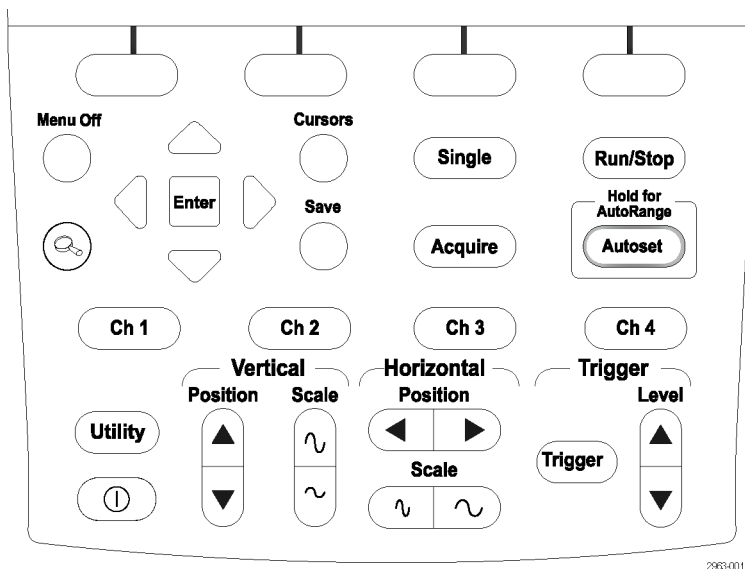 Menu Off
Cursors
Single
Run/Stop
Enter
Save
Hold for
AutoRange
Acquire
Autoset
Ch 1
Ch 2
Ch 3
Ch 4
Vertical
Horizontal
Trigger
Position
Scale
Position
Level
Utility
Scale
Trigger
2963-001